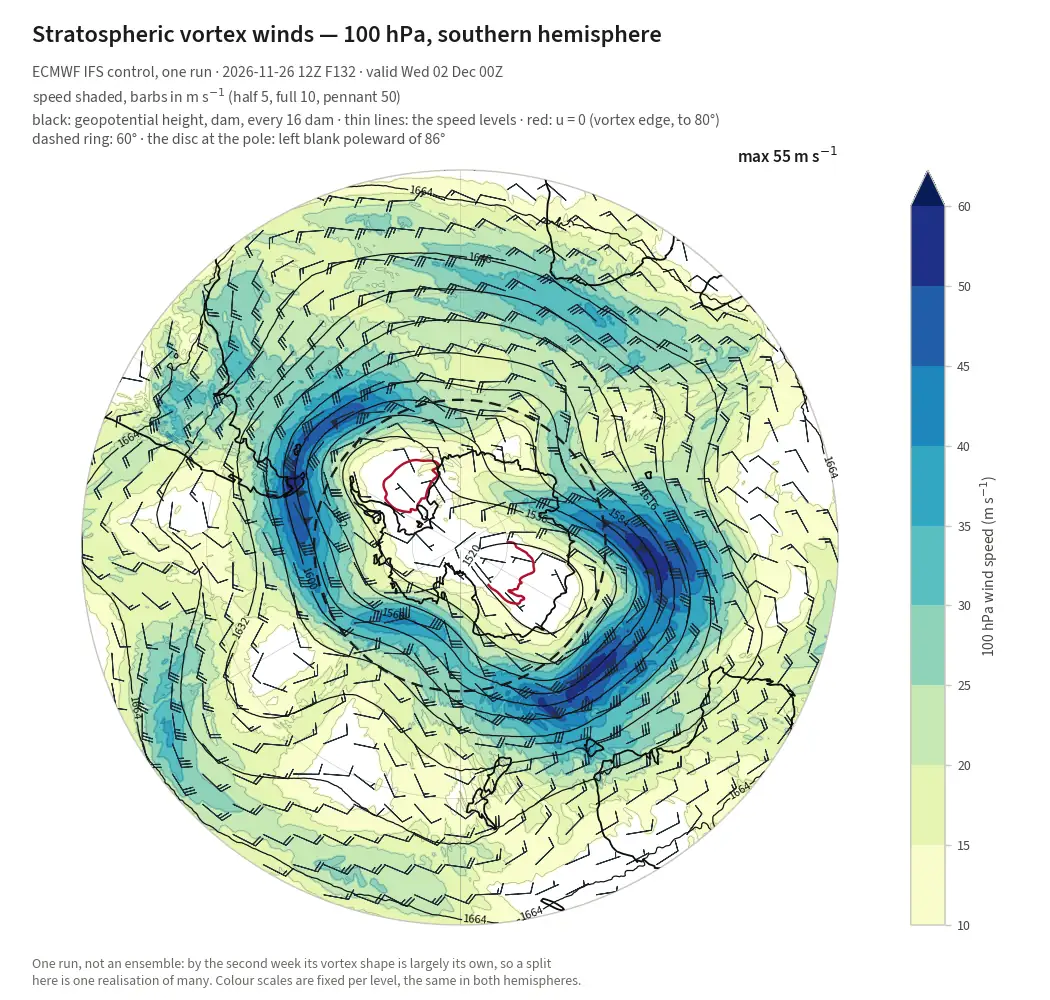 Stratospheric vortex winds — 100 hPa, southern hemisphere
ECMWF IFS control, one run · 2026-11-26 12Z F132 · valid Wed 02 Dec 00Z
speed shaded, barbs in m s⁻¹ (half 5, full 10, pennant 50)
black: geopotential height, dam, every 16 dam · thin lines: the speed levels · red: u = 0 (vortex edge, to 80°)
dashed ring: 60° · the disc at the pole: left blank poleward of 86°
max 55 m s⁻¹
1664
1664
1664
1616
1584
1520
1632
1664
1664
1664
1664
60
50
45
40
35
30
25
20
15
10
100 hPa wind speed (m s⁻¹)
One run, not an ensemble: by the second week its vortex shape is largely its own, so a split
here is one realisation of many. Colour scales are fixed per level, the same in both hemispheres.